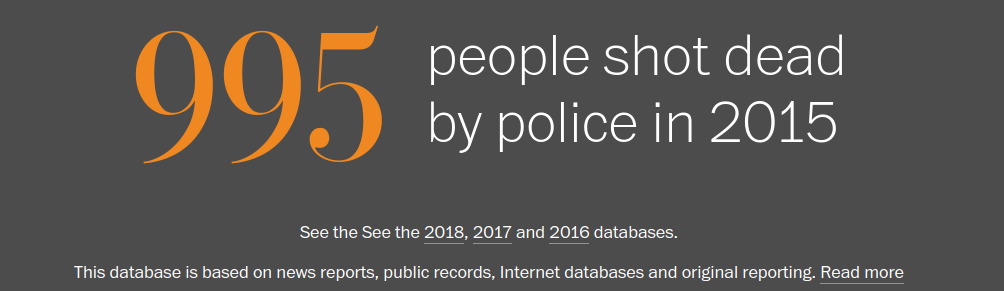 995 people shot dead
by police in 2015
See the See the 2018, 2017 and 2016 databases.
This database is based on news reports, public records, Internet databases and original reporting. Read more